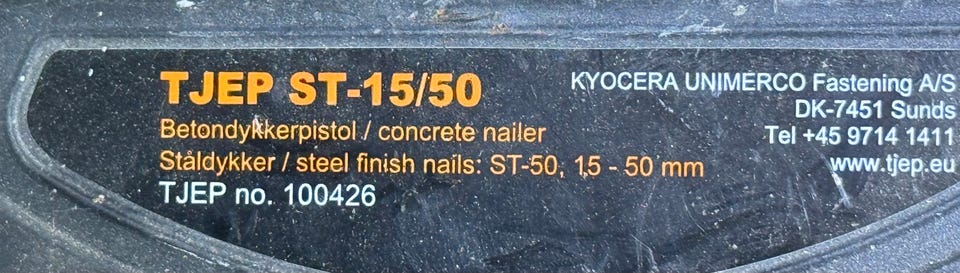 TJEP ST-15/50
Betondykkerpistol / concrete nailer
Ståldykker / steel finish nails: ST-50, 15 - 50 mm
TJEP no. 100426
KYOCERA UNIMERCO Fastening A/S
DK-7451 Sunds
Tel +45 9714 1411
www.tjep.eu